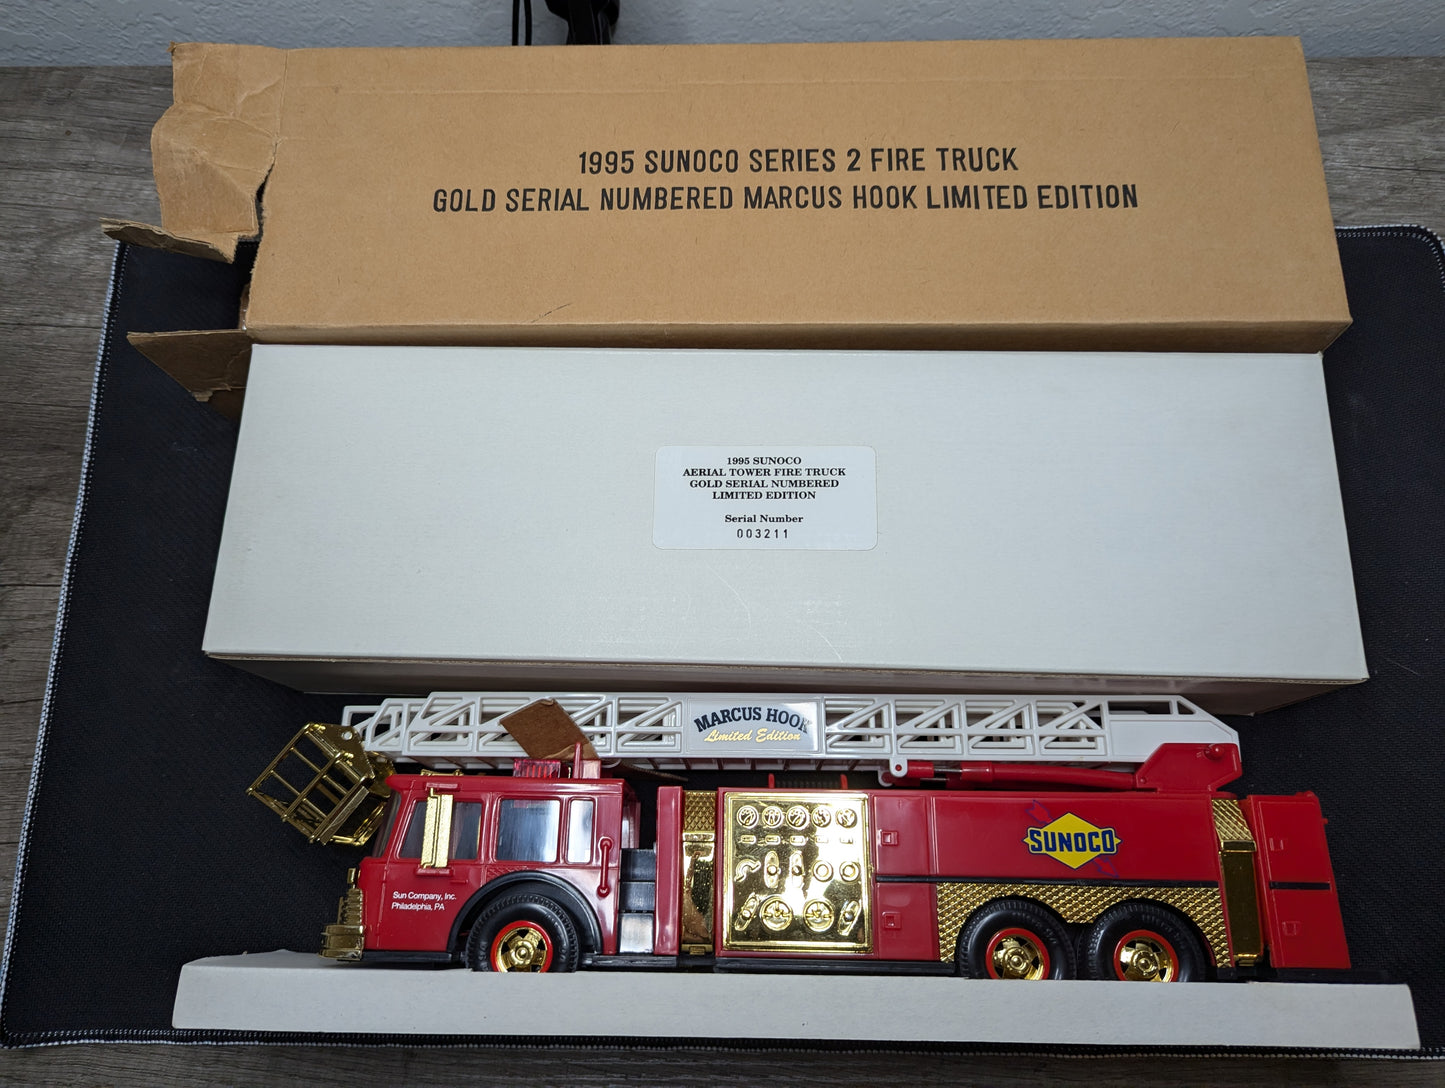 1995 SUNOCO SERIES 2 FIRE TRUCK
GOLD SERIAL NUMBERED MARCUS HOOK LIMITED EDITION
1995 SUNOCO
AERIAL TOWER FIRE TRUCK
GOLD SERIAL NUMBERED
LIMITED EDITION
Serial Number
003211
MARCUS HOOK
Limited Edition
SUNOCO
Sun Company, Inc.
Philadelphia, PA